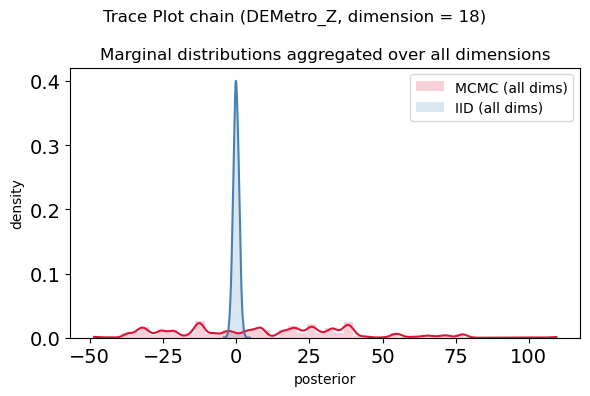 Trace Plot chain (DEMetro_Z, dimension = 18)
Marginal distributions aggregated over all dimensions
MCMC (all dims)
IID (all dims)
density
0.4
0.3
0.2
0.1
0.0
−50
−25
0
25
50
75
100
posterior